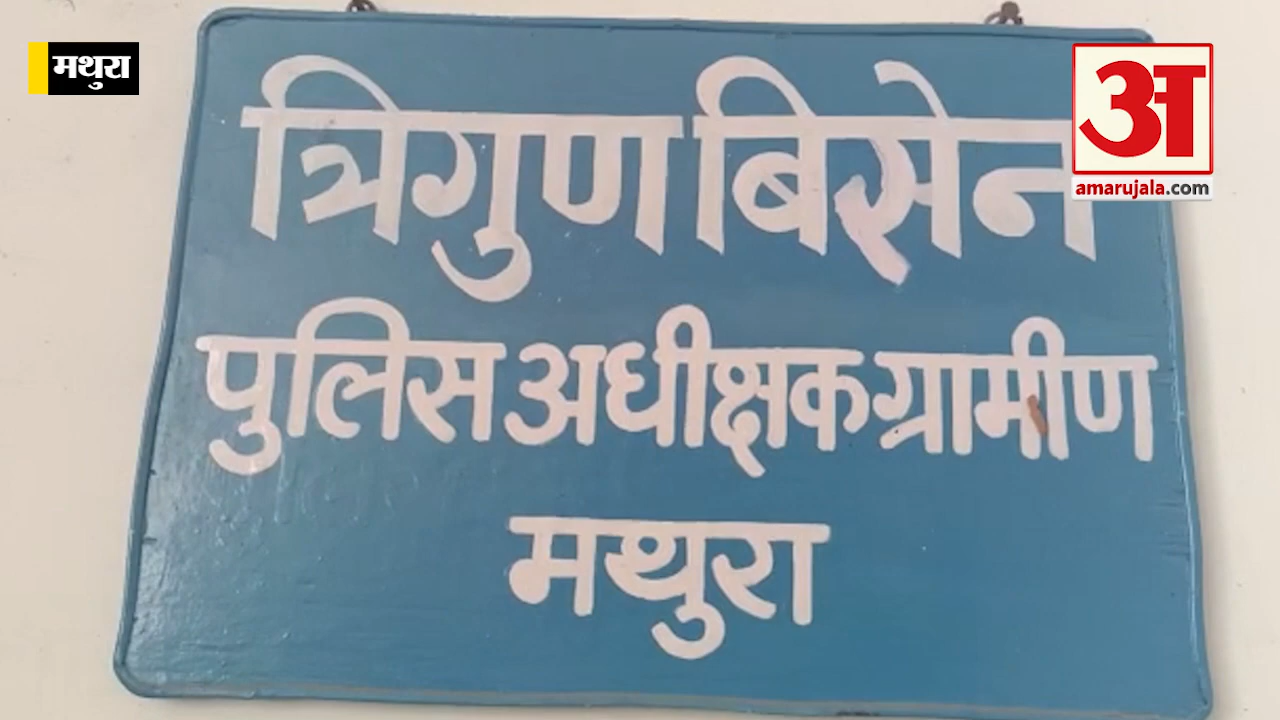 मथुरा
अ
amarujala.com
त्रिगुण बिसेन
पुलिस अधीक्षक ग्रामीण
मथुरा